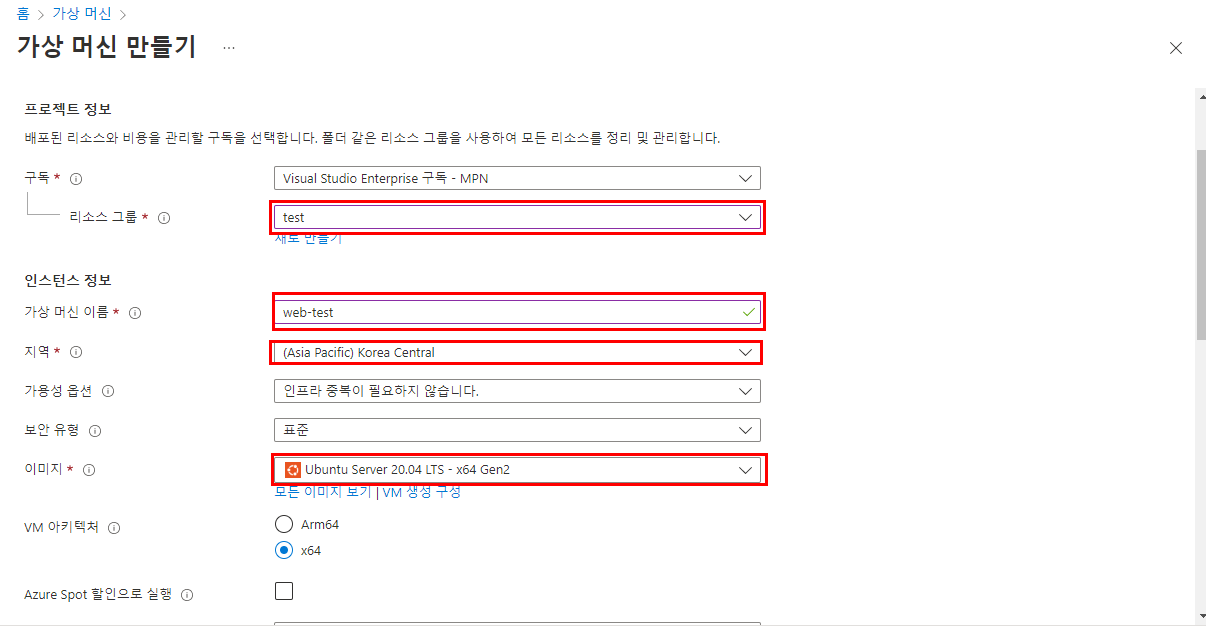 홈 > 가상 머신 >
가상 머신 만들기 ...
프로젝트 정보
배포된 리소스와 비용을 관리할 구독을 선택합니다. 폴더 같은 리소스 그룹을 사용하여 모든 리소스를 정리 및 관리합니다.
구독 * Visual Studio Enterprise 구독 - MPN
리소스 그룹 * test
새로 만들기
인스턴스 정보
가상 머신 이름 * web-test
지역 * (Asia Pacific) Korea Central
가용성 옵션 인프라 중복이 필요하지 않습니다.
보안 유형 표준
이미지 * Ubuntu Server 20.04 LTS - x64 Gen2
모든 이미지 보기 | VM 생성 구성
VM 아키텍처 Arm64
x64
Azure Spot 할인으로 실행